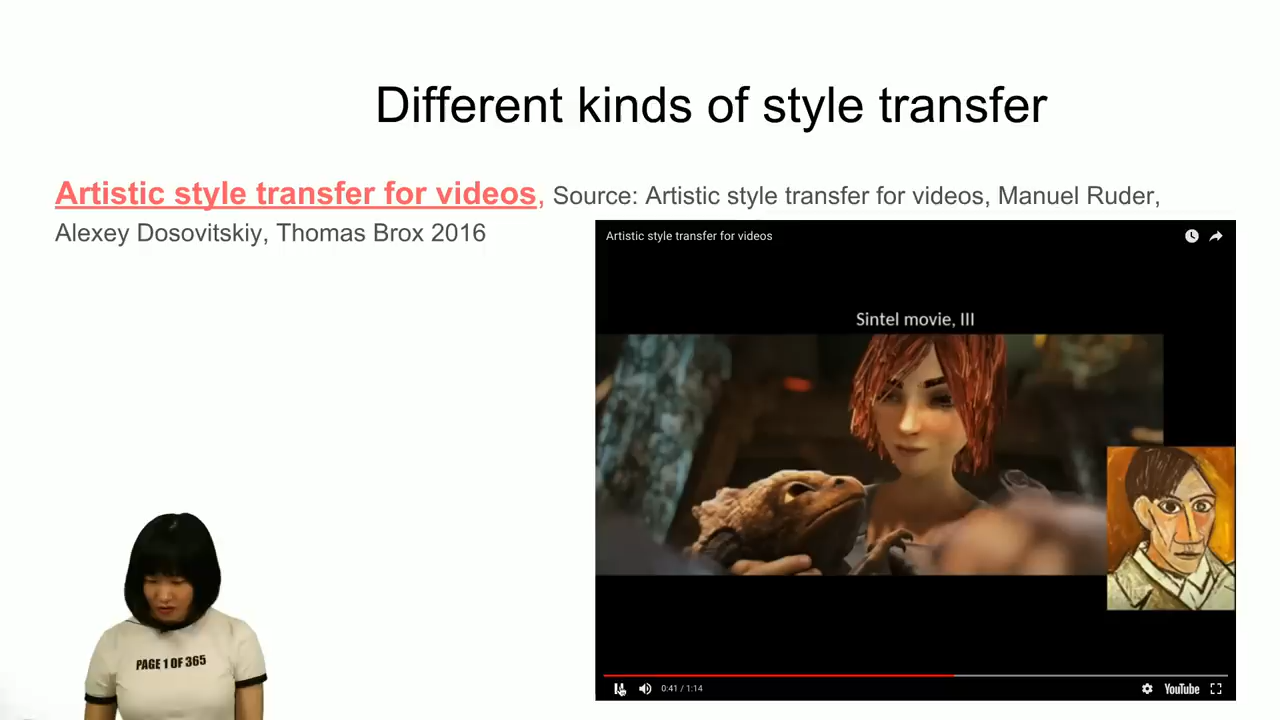 Different kinds of style transfer
Artistic style transfer for videos, Source: Artistic style transfer for videos, Manuel Ruder,
Alexey Dosovitskiy, Thomas Brox 2016
Artistic style transfer for videos
Sintel movie, III
PAGE 1 OF 365
0:41 / 1:14
YouTube